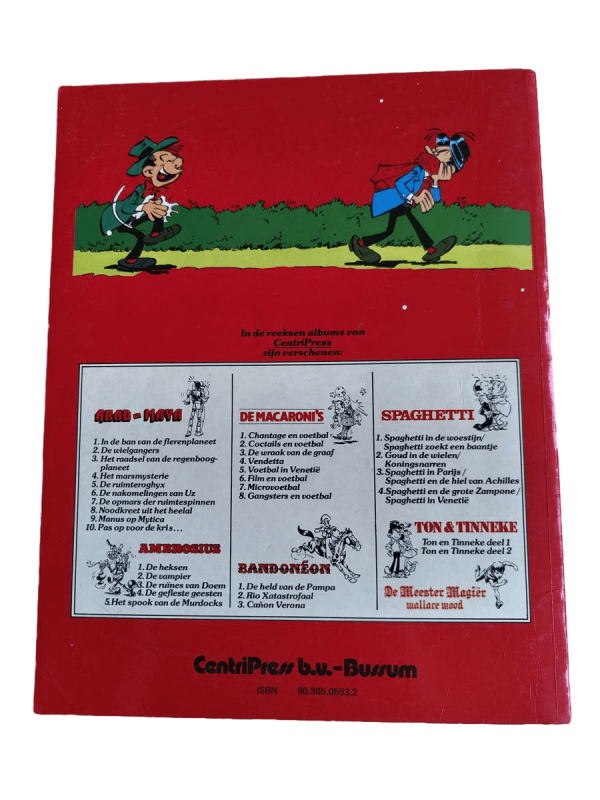 In de reeksen albums van
CentriPress
zijn verschenen:
ARAD en MAYA
1. In de ban van de flerenplaneet
2. De wielgangers
3. Het raadsel van de regenboog-
planeet
4. Het marsmysterie
5. De ruimteroghyx
6. De nakomelingen van Uz
7. De opmars der ruimtespinnen
8. Noodkreet uit het heelal
9. Manus op Mytica
10. Pas op voor de kris...
AMBROSIUS
1. De heksen
2. De vampier
3. De ruïnes van Doem
4. De gefleste geesten
5. Het spook van de Murdocks
DE MACARONI'S
1. Chantage en voetbal
2. Coctails en voetbal
3. De wraak van de graaf
4. Vendetta
5. Voetbal in Venetië
6. Film en voetbal
7. Microvoetbal
8. Gangsters en voetbal
BANDONÉON
1. De held van de Pampa
2. Rio Xatastrofaal
3. Cañon Verona
SPAGHETTI
1. Spaghetti in de woestijn/
Spaghetti zoekt een baantje
2. Goud in de wielen/
Koningsnarren
3. Spaghetti in Parijs/
Spaghetti en de hiel van Achilles
4. Spaghetti en de grote Zampone/
Spaghetti in Venetië
TON & TINNEKE
Ton en Tinneke deel 1
Ton en Tinneke deel 2
De Meester Magiër
wallace wood
CentriPress b.v.-Bussum
ISBN 90.305.0553.2